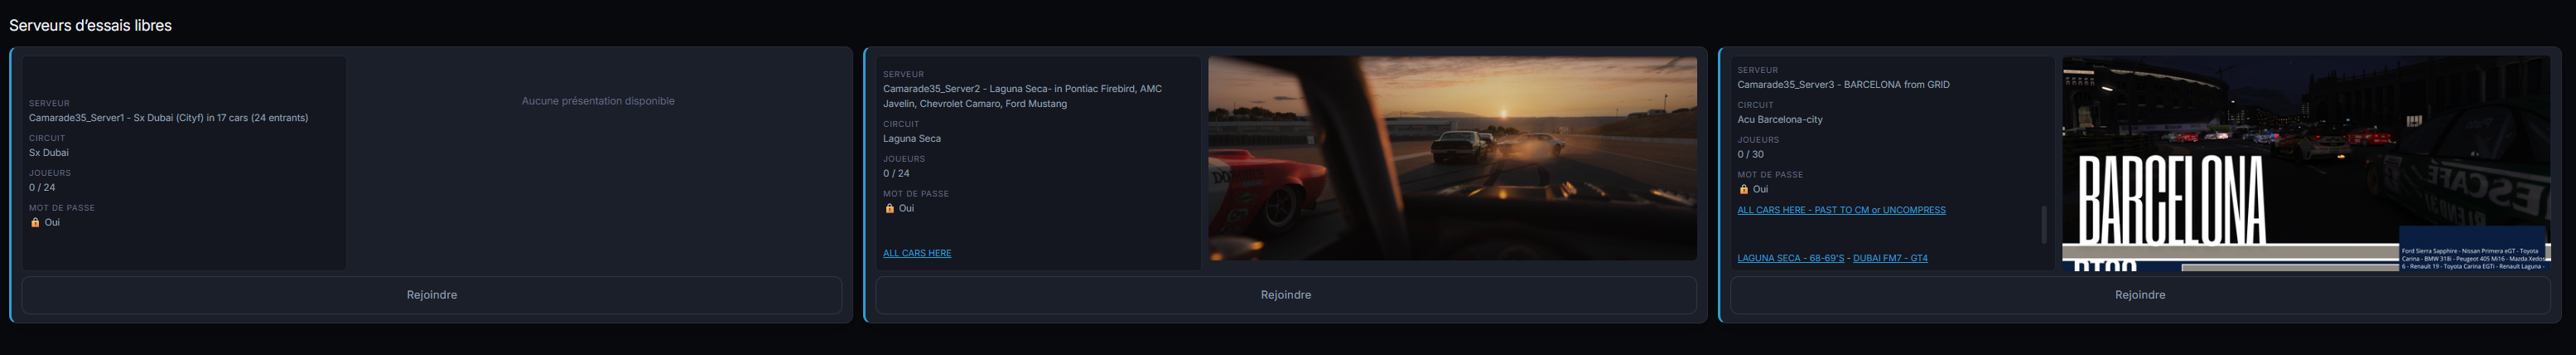 Serveurs d'essais libres
SERVEUR
Camarade35_Server1 - Sx Dubai (Cityf) in 17 cars (24 entrants)
CIRCUIT
Sx Dubai
JOUEURS
0 / 24
MOT DE PASSE
Oui
Aucune présentation disponible
Rejoindre
SERVEUR
Camarade35_Server2 - Laguna Seca- in Pontiac Firebird, AMC
Javelin, Chevrolet Camaro, Ford Mustang
CIRCUIT
Laguna Seca
JOUEURS
0 / 24
MOT DE PASSE
Oui
ALL CARS HERE
Rejoindre
SERVEUR
Camarade35_Server3 - BARCELONA from GRID
CIRCUIT
Acu Barcelona-city
JOUEURS
0 / 30
MOT DE PASSE
Oui
ALL CARS HERE - PAST TO CM or UNCOMPRESS
LAGUNA SECA - 68-69'S - DUBAI FM7 - GT4
BARCELONA
ESCAFE
Ford Sierra Sapphire - Nissan Primera eGT - Toyota
Carina - BMW 318i - Peugeot 405 Mi16 - Mazda Xedos
6 - Renault 19 - Toyota Carina EGTi - Renault Laguna -
Rejoindre